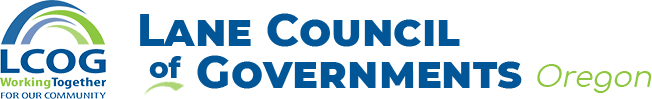 LCOG
WorkingTogether
FOR OUR COMMUNITY
LANE COUNCIL
of GOVERNMENTS Oregon